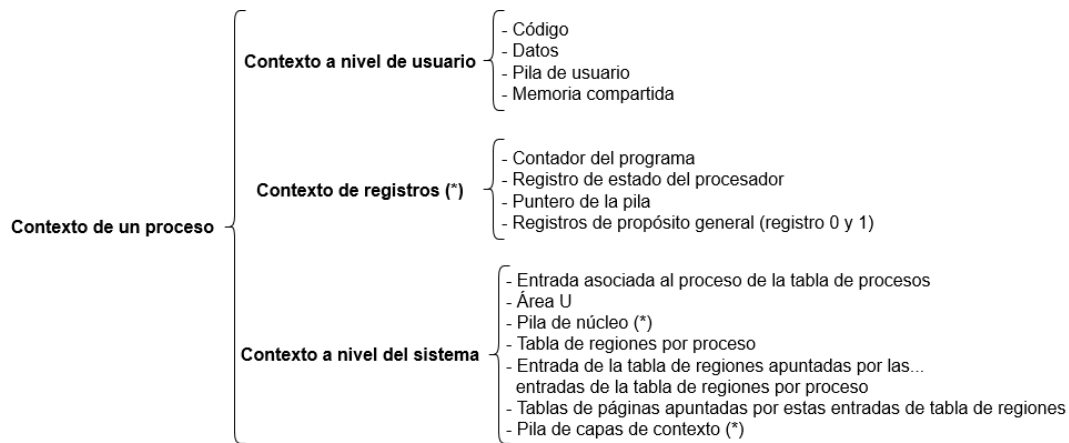 Contexto de un proceso
Contexto a nivel de usuario
- Código
- Datos
- Pila de usuario
- Memoria compartida
Contexto de registros (*)
- Contador del programa
- Registro de estado del procesador
- Puntero de la pila
- Registros de propósito general (registro 0 y 1)
Contexto a nivel del sistema
- Entrada asociada al proceso de la tabla de procesos
- Área U
- Pila de núcleo (*)
- Tabla de regiones por proceso
- Entrada de la tabla de regiones apuntadas por las...
entradas de la tabla de regiones por proceso
- Tablas de páginas apuntadas por estas entradas de tabla de regiones
- Pila de capas de contexto (*)